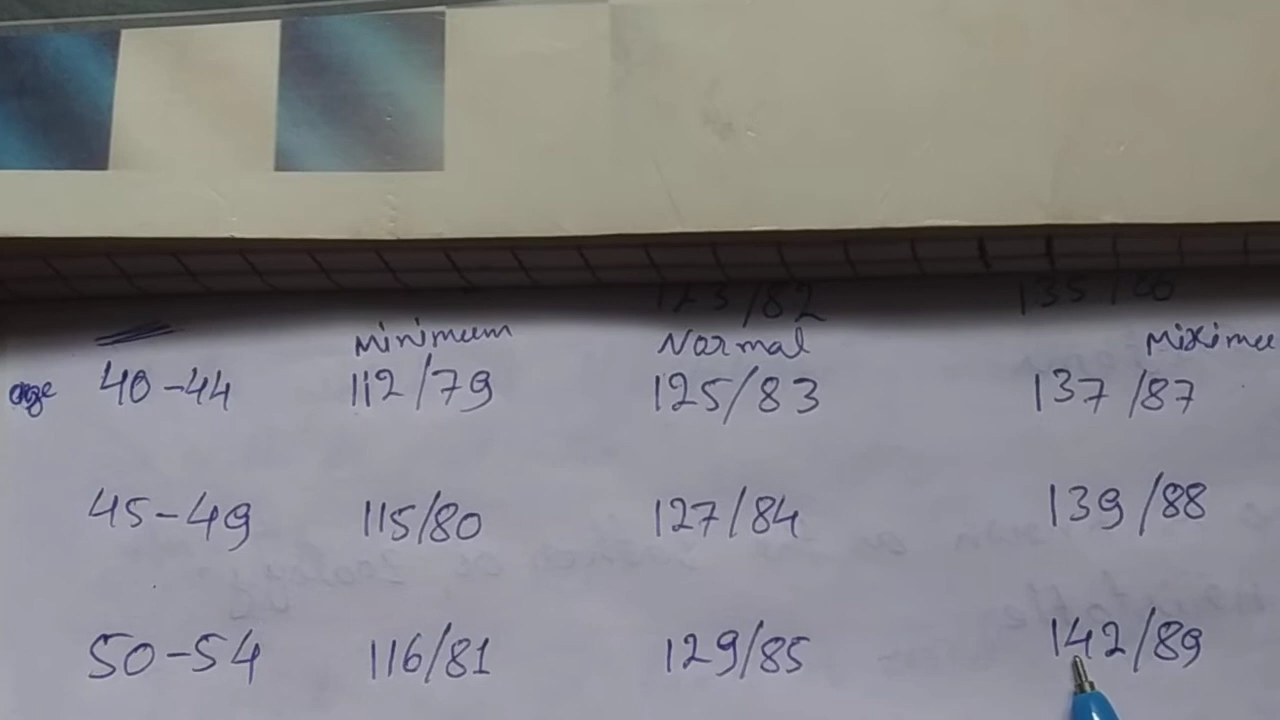 123/82 135/86
Minimum Normal Miximu
age 40-44 112/79 125/83 137/87
45-49 115/80 127/84 139/88
50-54 116/81 129/85 142/89